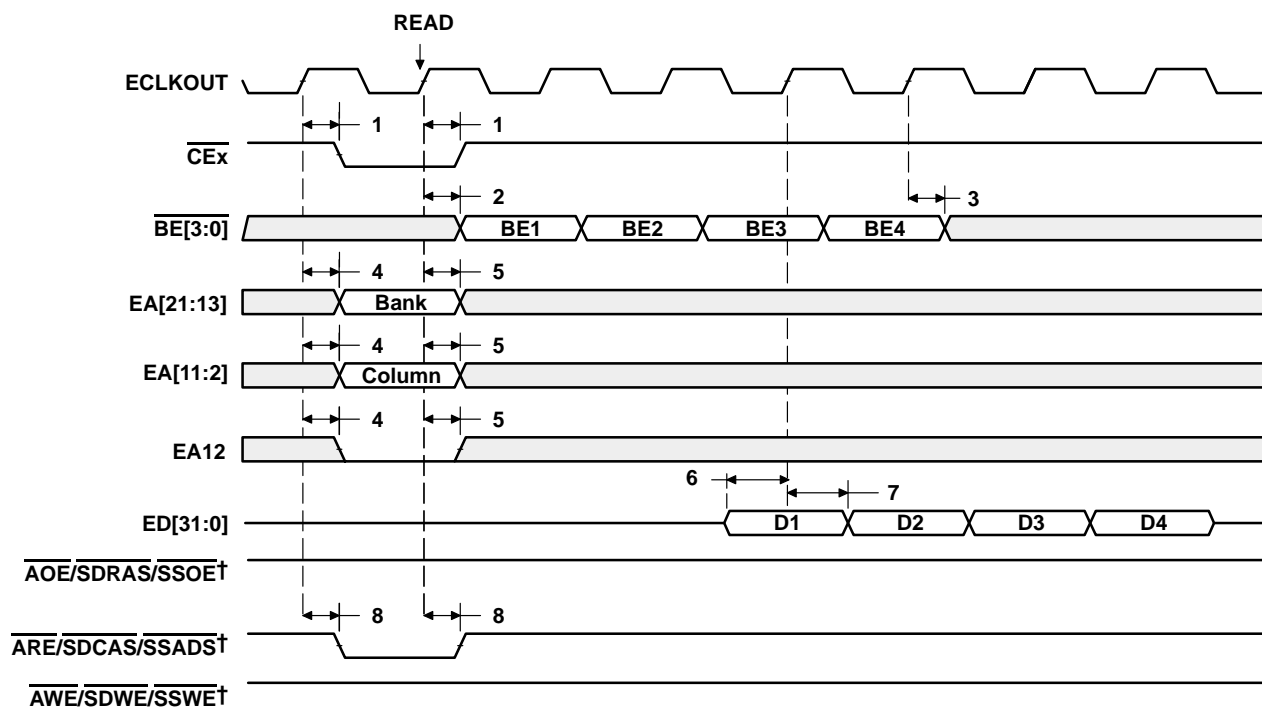 READ
ECLKOUT
1 1
CEx
2 3
BE[3:0] BE1 BE2 BE3 BE4
4 5
EA[21:13] Bank
4 5
EA[11:2] Column
4 5
EA12
6 7
ED[31:0] D1 D2 D3 D4
AOE/SDRAS/SSOE†
8 8
ARE/SDCAS/SSADS†
AWE/SDWE/SSWE†